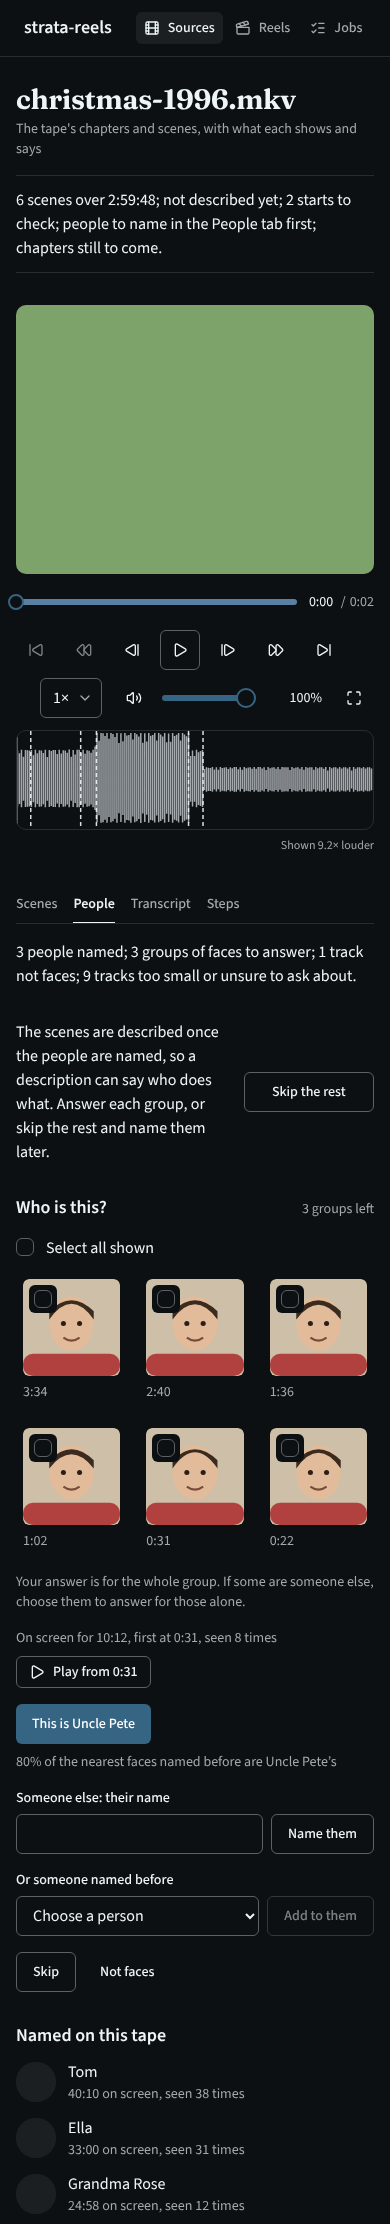 strata-reels Sources Reels Jobs
christmas-1996.mkv
The tape's chapters and scenes, with what each shows and
says
6 scenes over 2:59:48; not described yet; 2 starts to
check; people to name in the People tab first;
chapters still to come.
0:00 / 0:02
1×
100%
Shown 9.2× louder
Scenes People Transcript Steps
3 people named; 3 groups of faces to answer; 1 track
not faces; 9 tracks too small or unsure to ask about.
The scenes are described once
the people are named, so a
description can say who does
what. Answer each group, or
skip the rest and name them
later.
Skip the rest
Who is this? 3 groups left
Select all shown
3:34 2:40 1:36
1:02 0:31 0:22
Your answer is for the whole group. If some are someone else,
choose them to answer for those alone.
On screen for 10:12, first at 0:31, seen 8 times
Play from 0:31
This is Uncle Pete
80% of the nearest faces named before are Uncle Pete's
Someone else: their name
Name them
Or someone named before
Choose a person Add to them
Skip Not faces
Named on this tape
Tom
40:10 on screen, seen 38 times
Ella
33:00 on screen, seen 31 times
Grandma Rose
24:58 on screen, seen 12 times